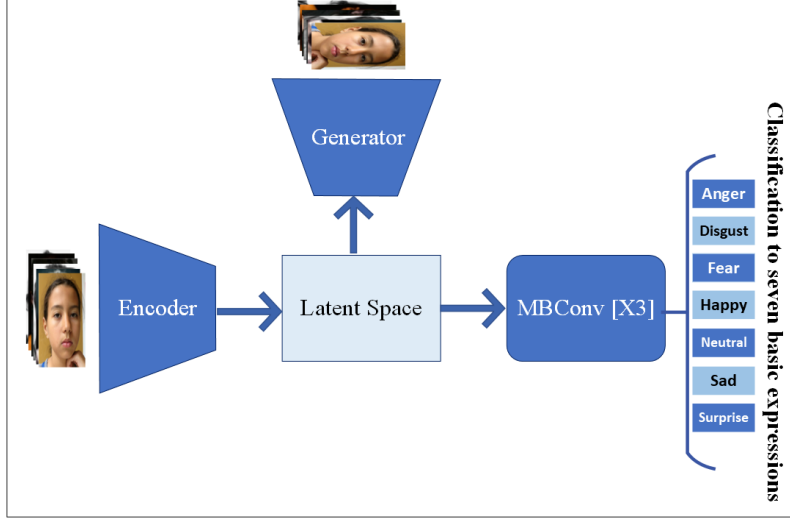 Generator
Encoder
Latent Space
MBConv [X3]
Anger
Disgust
Fear
Happy
Neutral
Sad
Surprise
Classification to seven basic expressions